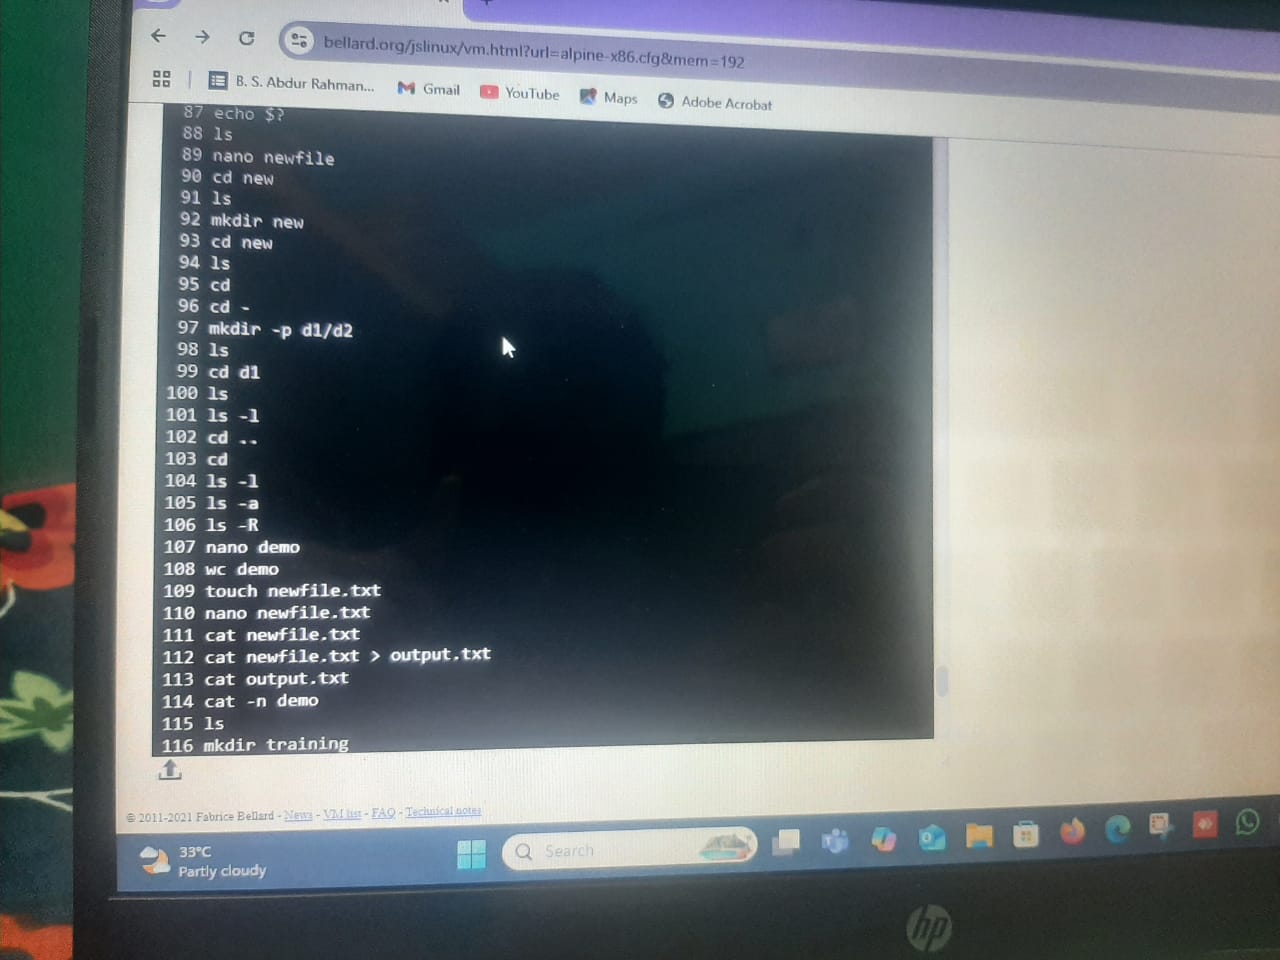 bellard.org/jslinux/vm.html?url=alpine-x86.cfg&mem=192
B. S. Abdur Rahman... Gmail YouTube Maps Adobe Acrobat
87 echo $?
88 ls
89 nano newfile
90 cd new
91 ls
92 mkdir new
93 cd new
94 ls
95 cd
96 cd -
97 mkdir -p d1/d2
98 ls
99 cd d1
100 ls
101 ls -l
102 cd ..
103 cd
104 ls -l
105 ls -a
106 ls -R
107 nano demo
108 wc demo
109 touch newfile.txt
110 nano newfile.txt
111 cat newfile.txt
112 cat newfile.txt > output.txt
113 cat output.txt
114 cat -n demo
115 ls
116 mkdir training
© 2011-2021 Fabrice Bellard - News - VM list - FAQ - Technical notes
33°C
Partly cloudy
Search
hp